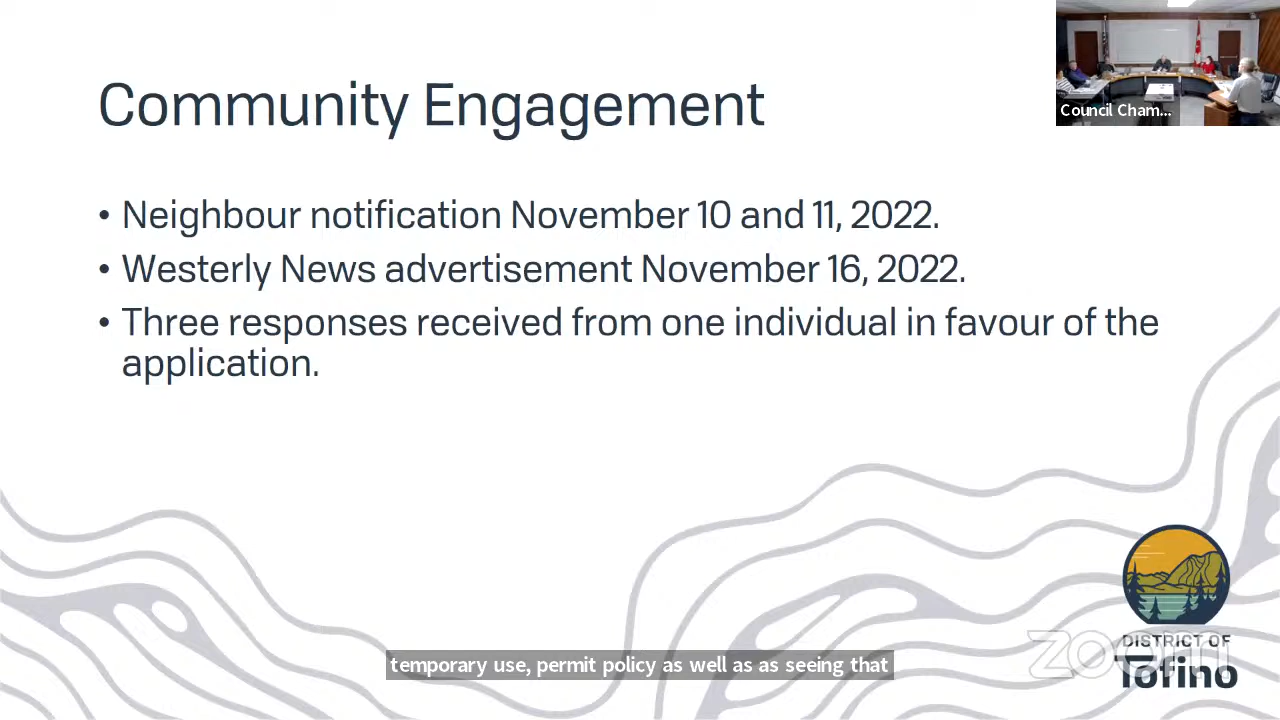 Council Cham...
Community Engagement
• Neighbour notification November 10 and 11, 2022.
• Westerly News advertisement November 16, 2022.
• Three responses received from one individual in favour of the
application.
DISTRICT OF
Tofino
zoom
temporary use, permit policy as well as as seeing that